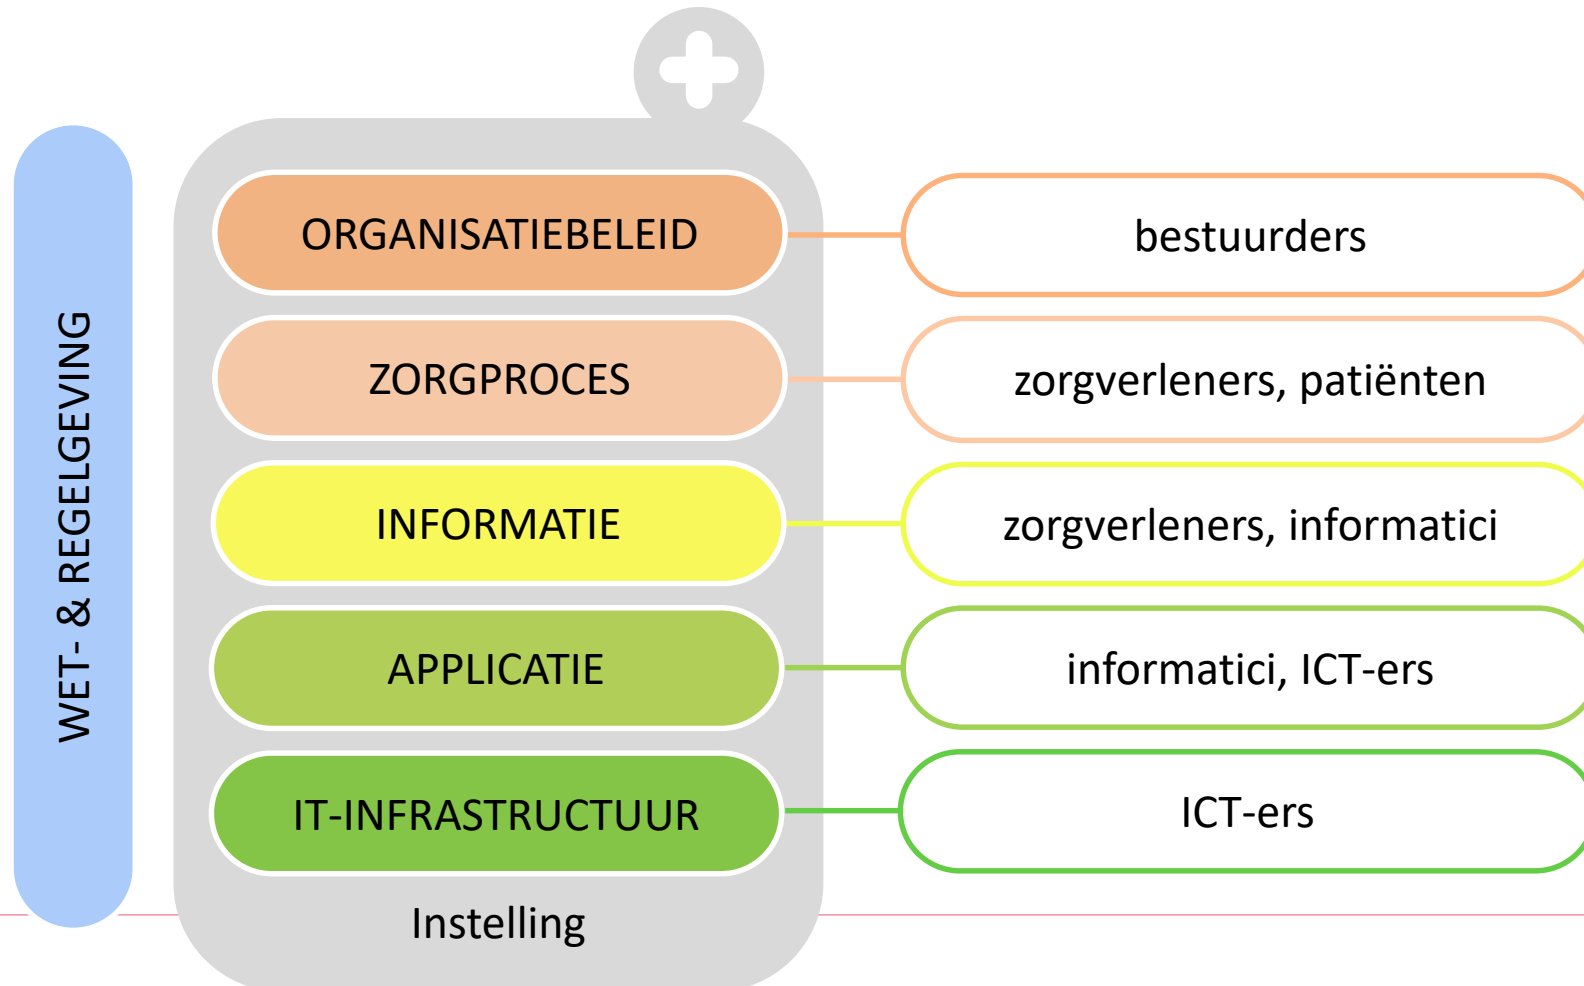 WET- & REGELGEVING
ORGANISATIEBELEID
bestuurders
ZORGPROCES
zorgverleners, patiënten
INFORMATIE
zorgverleners, informatici
APPLICATIE
informatici, ICT-ers
IT-INFRASTRUCTUUR
ICT-ers
Instelling